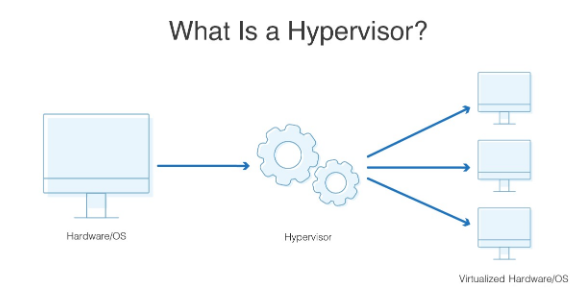 What Is a Hypervisor?
Hardware/OS
Hypervisor
Virtualized Hardware/OS